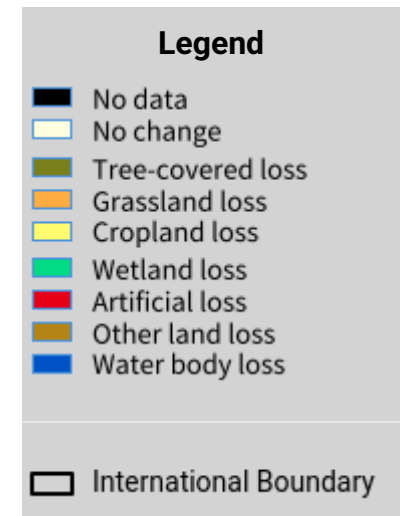 Legend
No data
No change
Tree-covered loss
Grassland loss
Cropland loss
Wetland loss
Artificial loss
Other land loss
Water body loss
International Boundary